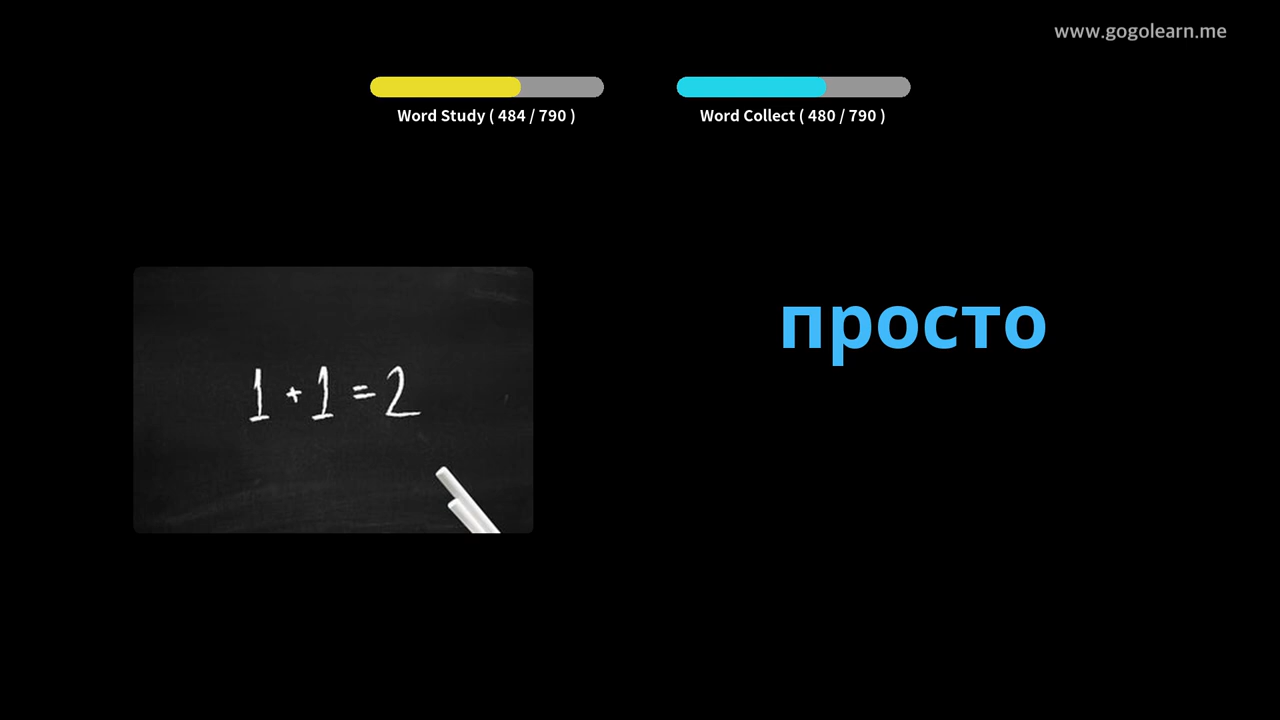 www.gogolearn.me
Word Study ( 484 / 790 )
Word Collect ( 480 / 790 )
просто
1 + 1 = 2